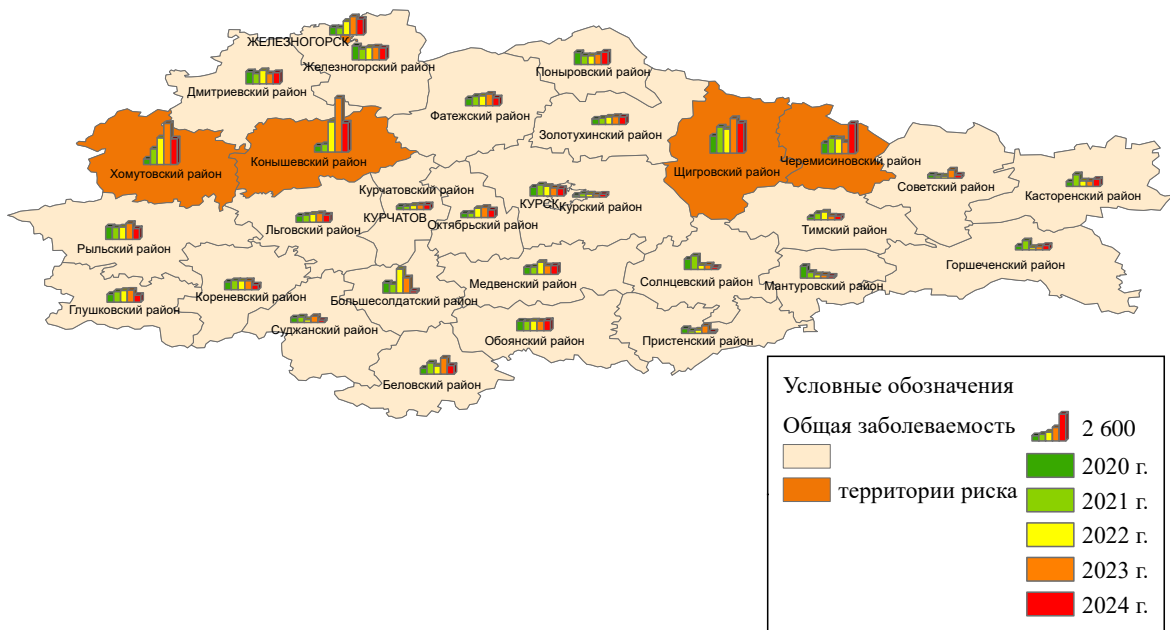 ЖЕЛЕЗНОГОРСК
Железногорский район
Поныровский район
Дмитриевский район
Фатежский район
Золотухинский район
Конышевский район
Черемисиновский район
Хомутовский район
Щигровский район
Советский район
Курчатовский район
Касторенский район
КУРСК
Курский район
КУРЧАТОВ
Октябрьский район
Льговский район
Тимский район
Рыльский район
Горшеченский район
Медвенский район
Солнцевский район
Мантуровский район
Кореневский район
Большесолдатский район
Глушковский район
Суджанский район
Обоянский район
Пристенский район
Беловский район
Условные обозначения
Общая заболеваемость
территории риска
2 600
2020 г.
2021 г.
2022 г.
2023 г.
2024 г.